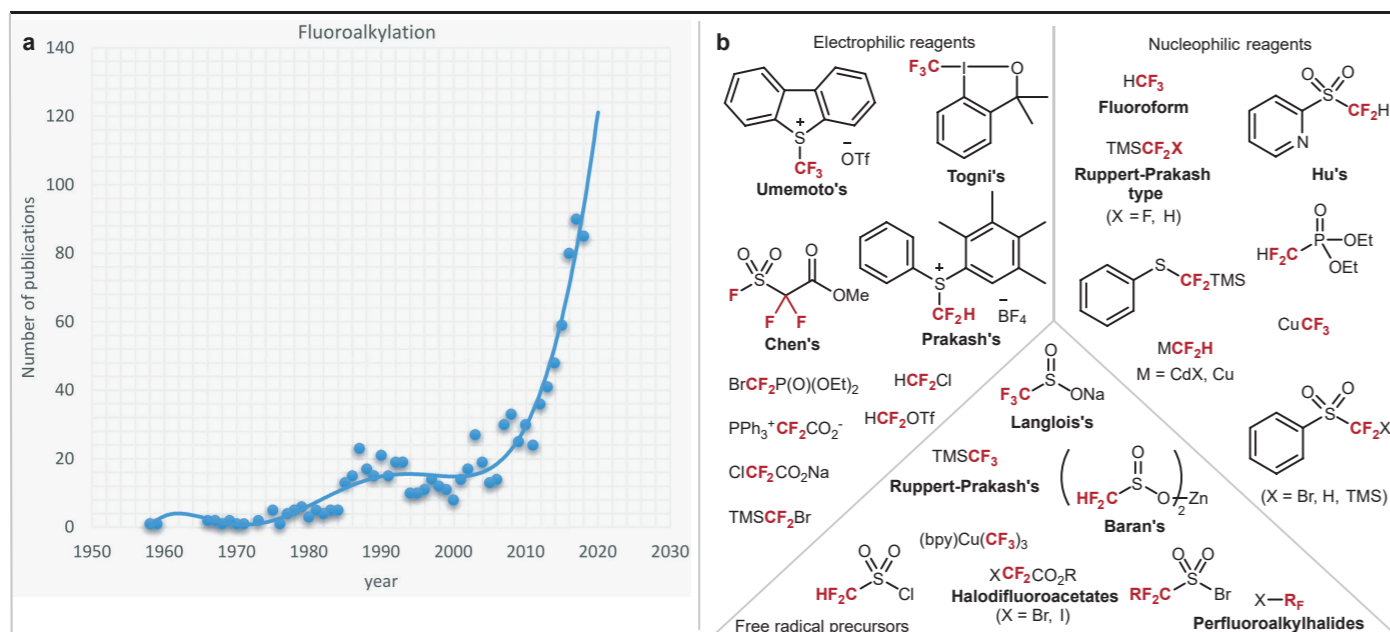 a
Fluoroalkylation
Number of publications
140
120
100
80
60
40
20
0
1950
1960
1970
1980
1990
2000
2010
2020
2030
year
b
Electrophilic reagents
F₃C
I
O
S
+
CF₃
−
OTf
Umemoto's
Togni's
O
O
S
O
F
OMe
F
F
Chen's
S
+
CF₂H
−
BF₄
Prakash's
BrCF₂P(O)(OEt)₂
HCF₂Cl
PPh₃⁺CF₂CO₂⁻
HCF₂OTf
ClCF₂CO₂Na
TMSCF₂Br
Nucleophilic reagents
HCF₃
Fluoroform
O
O
S
CF₂H
N
Hu's
TMSCF₂X
Ruppert-Prakash
type
(X = F, H)
O
P
OEt
OEt
HF₂C
S
CF₂TMS
CuCF₃
MCF₂H
M = CdX, Cu
O
O
S
CF₂X
(X = Br, H, TMS)
O
S
F₃C
ONa
Langlois's
TMSCF₃
Ruppert-Prakash's
O
S
HF₂C
O
2
Zn
Baran's
(bpy)Cu(CF₃)₃
O
O
S
HF₂C
Cl
XCF₂CO₂R
Halodifluoroacetates
(X = Br, I)
O
O
S
RF₂C
Br
X
R_F
Perfluoroalkylhalides
Free radical precursors